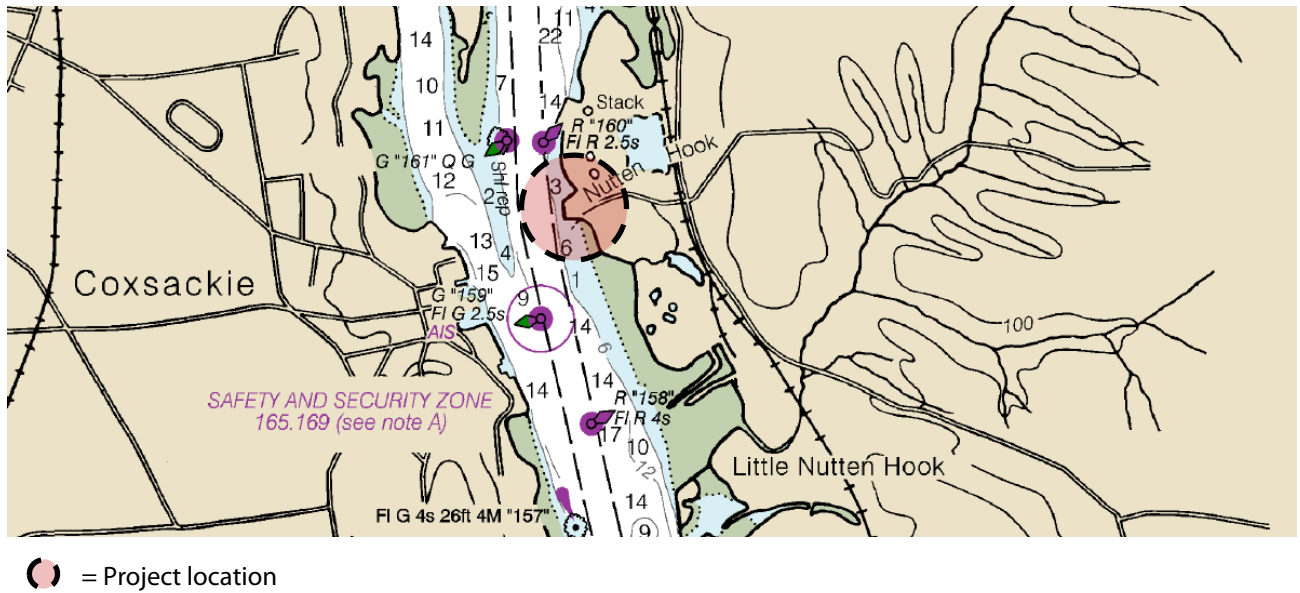 11
4
14
22
7
10
14
Stack
11
R "160"
Fl R 2.5s
G "161" Q G
Nutten Hook
12
Shl rep
2
3
13
4
6
15
1
Coxsackie
G "159"
9
Fl G 2.5s
14
AIS
6
100
14
14
R "158"
SAFETY AND SECURITY ZONE
Fl R 4s
165.169 (see note A)
17
10
12
Little Nutten Hook
14
Fl G 4s 26ft 4M "157"
9
= Project location